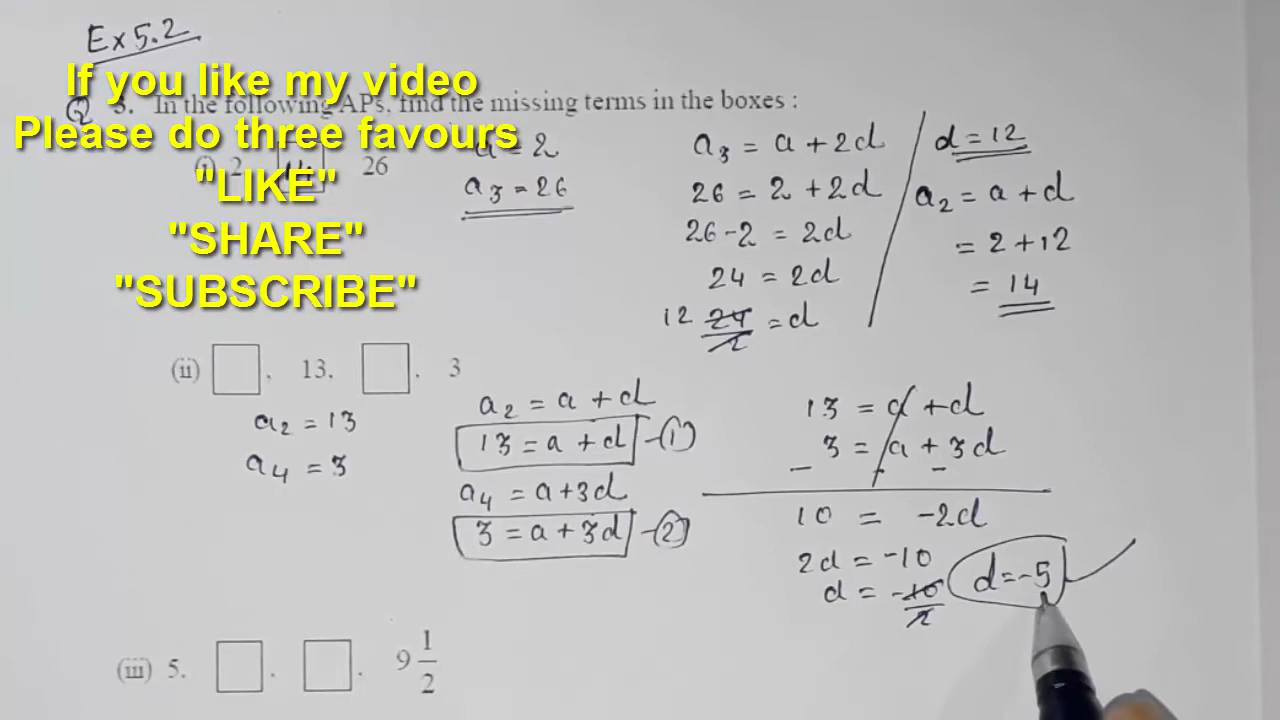 Ex 5.2
If you like my video
Q 3. In the following APs, find the missing terms in the boxes :
Please do three favours
(i) 2 14 26
"LIKE"
"SHARE"
"SUBSCRIBE"
a = 2
a₃ = 26
a₃ = a + 2d
26 = 2 + 2d
26 - 2 = 2d
24 = 2d
12 24/2 = d
d = 12
a₂ = a + d
= 2 + 12
= 14
(ii) , 13, , 3
a₂ = 13
a₄ = 3
a₂ = a + d
13 = a + d -(1)
a₄ = a + 3d
3 = a + 3d -(2)
13 = a + d
3 = a + 3d
- - -
10 = -2d
2d = -10
d = -10/2
d = -5
(iii) 5, , , 9 1/2